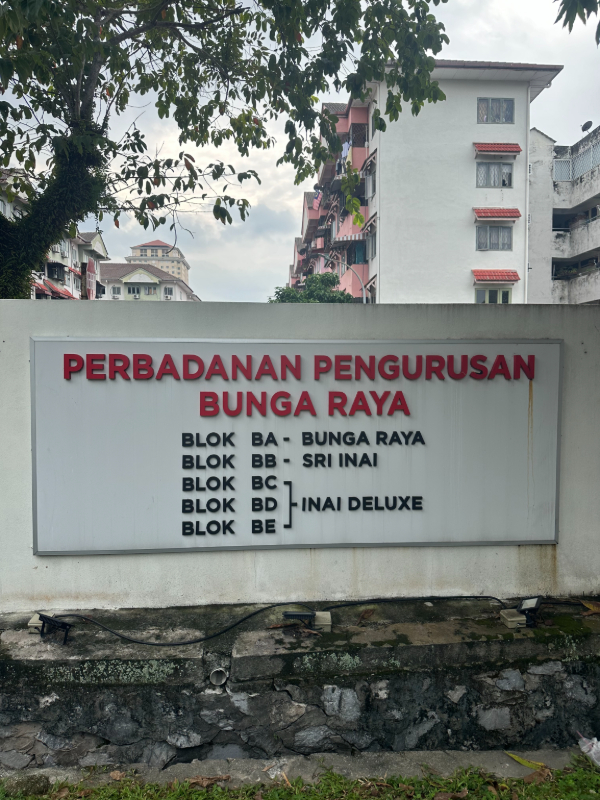 PERBADANAN PENGURUSAN
BUNGA RAYA
BLOK BA - BUNGA RAYA
BLOK BB - SRI INAI
BLOK BC
BLOK BD INAI DELUXE
BLOK BE